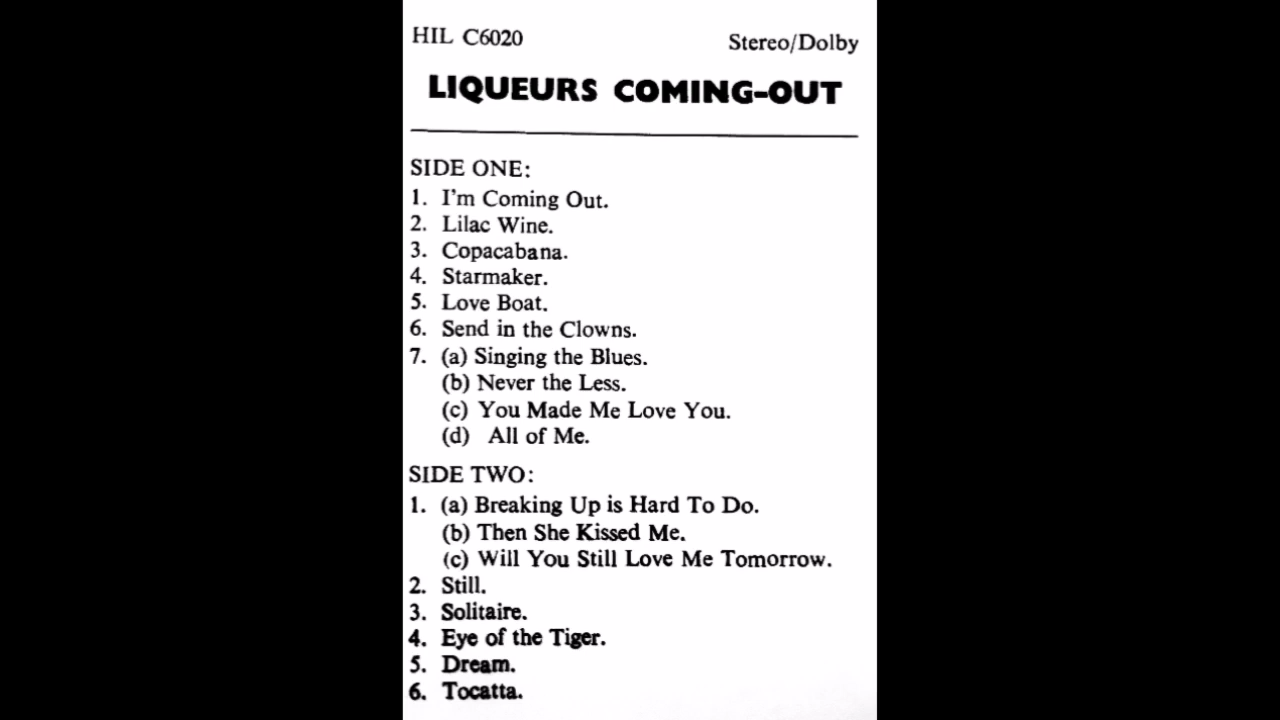 HIL C6020 Stereo/Dolby
LIQUEURS COMING-OUT
SIDE ONE:
1. I'm Coming Out.
2. Lilac Wine.
3. Copacabana.
4. Starmaker.
5. Love Boat.
6. Send in the Clowns.
7. (a) Singing the Blues.
(b) Never the Less.
(c) You Made Me Love You.
(d) All of Me.
SIDE TWO:
1. (a) Breaking Up is Hard To Do.
(b) Then She Kissed Me.
(c) Will You Still Love Me Tomorrow.
2. Still.
3. Solitaire.
4. Eye of the Tiger.
5. Dream.
6. Tocatta.